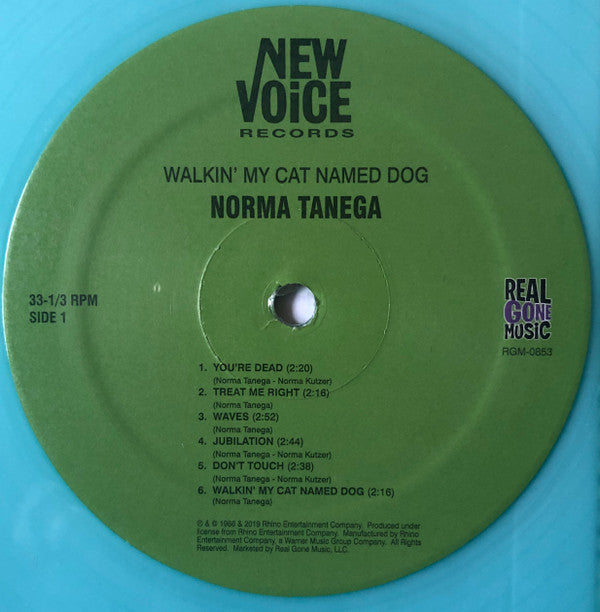 NEW
VOiCE
RECORDS
WALKIN' MY CAT NAMED DOG
NORMA TANEGA
33-1/3 RPM
SIDE 1
REAL
GONE
MUSIC
RGM-0853
1. YOU'RE DEAD (2:20)
(Norma Tanega - Norma Kutzer)
2. TREAT ME RIGHT (2:16)
(Norma Tanega)
3. WAVES (2:52)
(Norma Tanega)
4. JUBILATION (2:44)
(Norma Tanega - Norma Kutzer)
5. DON'T TOUCH (2:38)
(Norma Tanega - Norma Kutzer)
6. WALKIN' MY CAT NAMED DOG (2:16)
(Norma Tanega)
℗ & © 1966 & 2019 Rhino Entertainment Company. Produced under
license from Rhino Entertainment Company. Manufactured by Rhino
Entertainment Company, a Warner Music Group Company. All Rights
Reserved. Marketed by Real Gone Music, LLC.